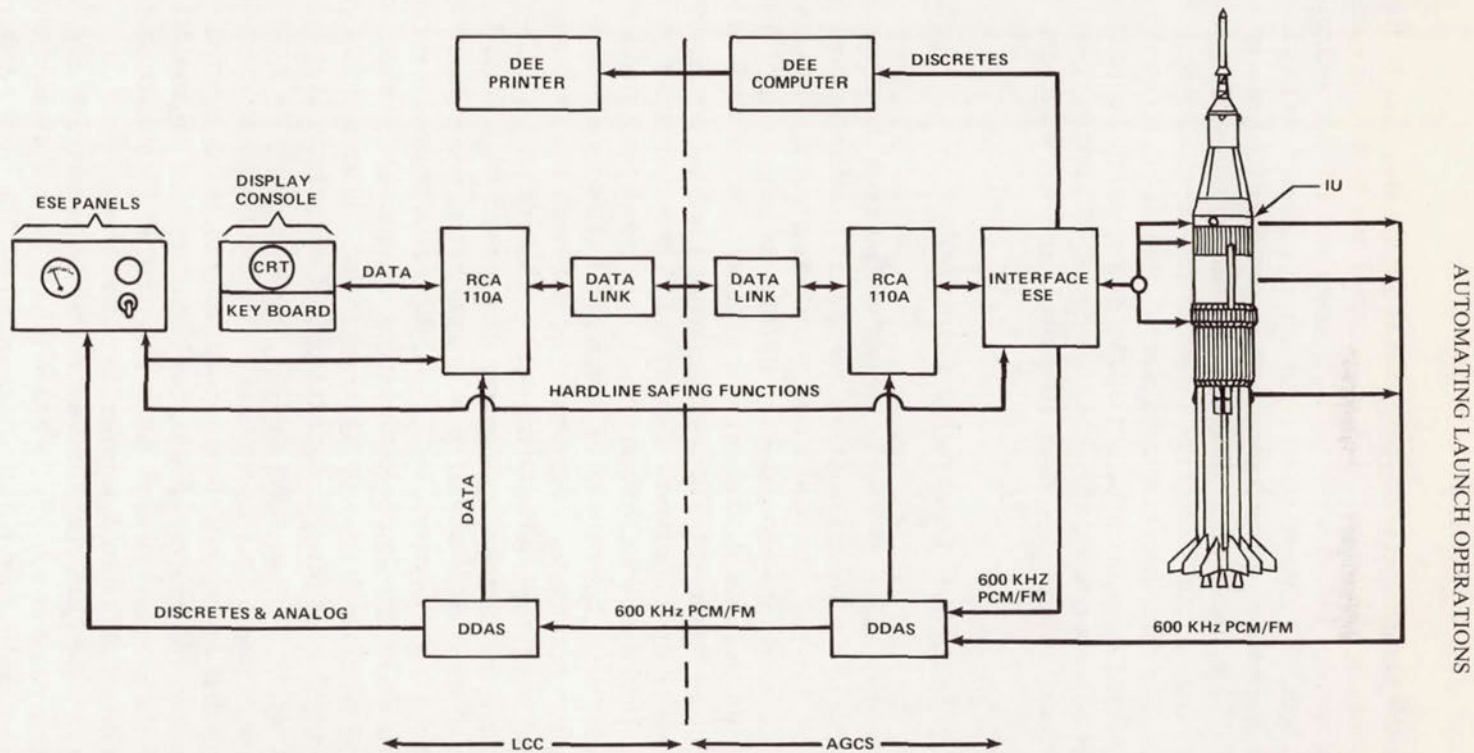 DEE
PRINTER
DEE
COMPUTER
DISCRETES
ESE PANELS
DISPLAY
CONSOLE
CRT
KEY BOARD
DATA
RCA
110A
DATA
LINK
DATA
LINK
RCA
110A
INTERFACE
ESE
IU
HARDLINE SAFING FUNCTIONS
DATA
DISCRETES & ANALOG
DDAS
600 KHz PCM/FM
DDAS
600 KHZ
PCM/FM
600 KHz PCM/FM
LCC
AGCS
AUTOMATING LAUNCH OPERATIONS